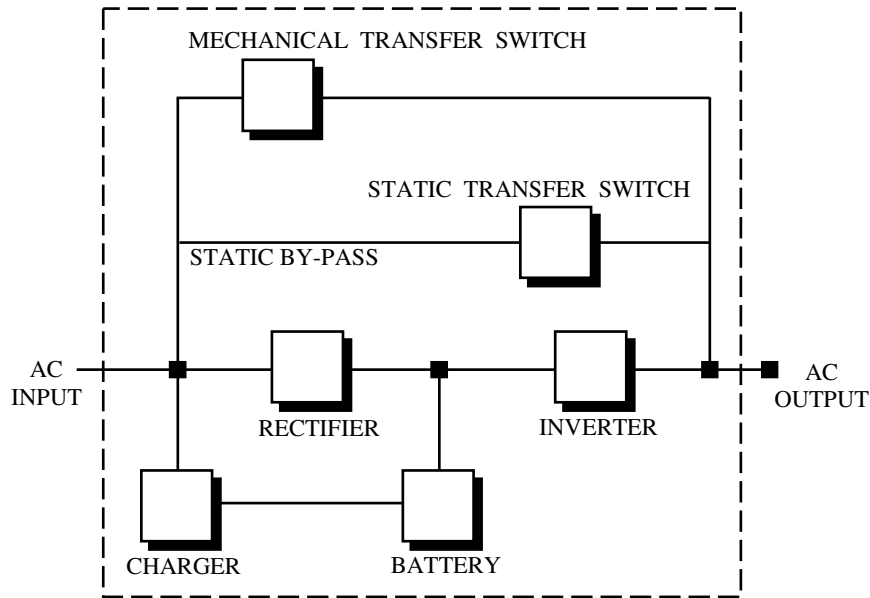 MECHANICAL TRANSFER SWITCH
STATIC TRANSFER SWITCH
STATIC BY-PASS
AC
INPUT
AC
OUTPUT
RECTIFIER
INVERTER
CHARGER
BATTERY